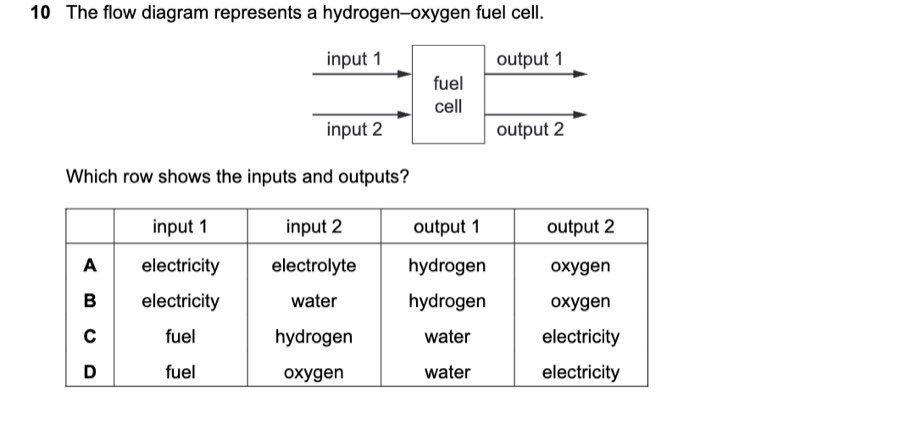 10 The flow diagram represents a hydrogen–oxygen fuel cell.
input 1 output 1
fuel
cell
input 2 output 2
Which row shows the inputs and outputs?
input 1 input 2 output 1 output 2
A electricity electrolyte hydrogen oxygen
B electricity water hydrogen oxygen
C fuel hydrogen water electricity
D fuel oxygen water electricity